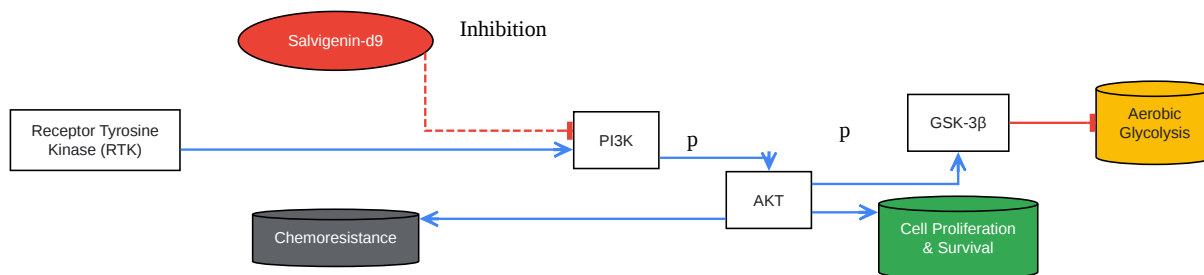 Salvigenin-d9
Inhibition
Receptor Tyrosine
Kinase (RTK)
PI3K
p
p
GSK-3β
Aerobic
Glycolysis
AKT
Chemoresistance
Cell Proliferation
& Survival